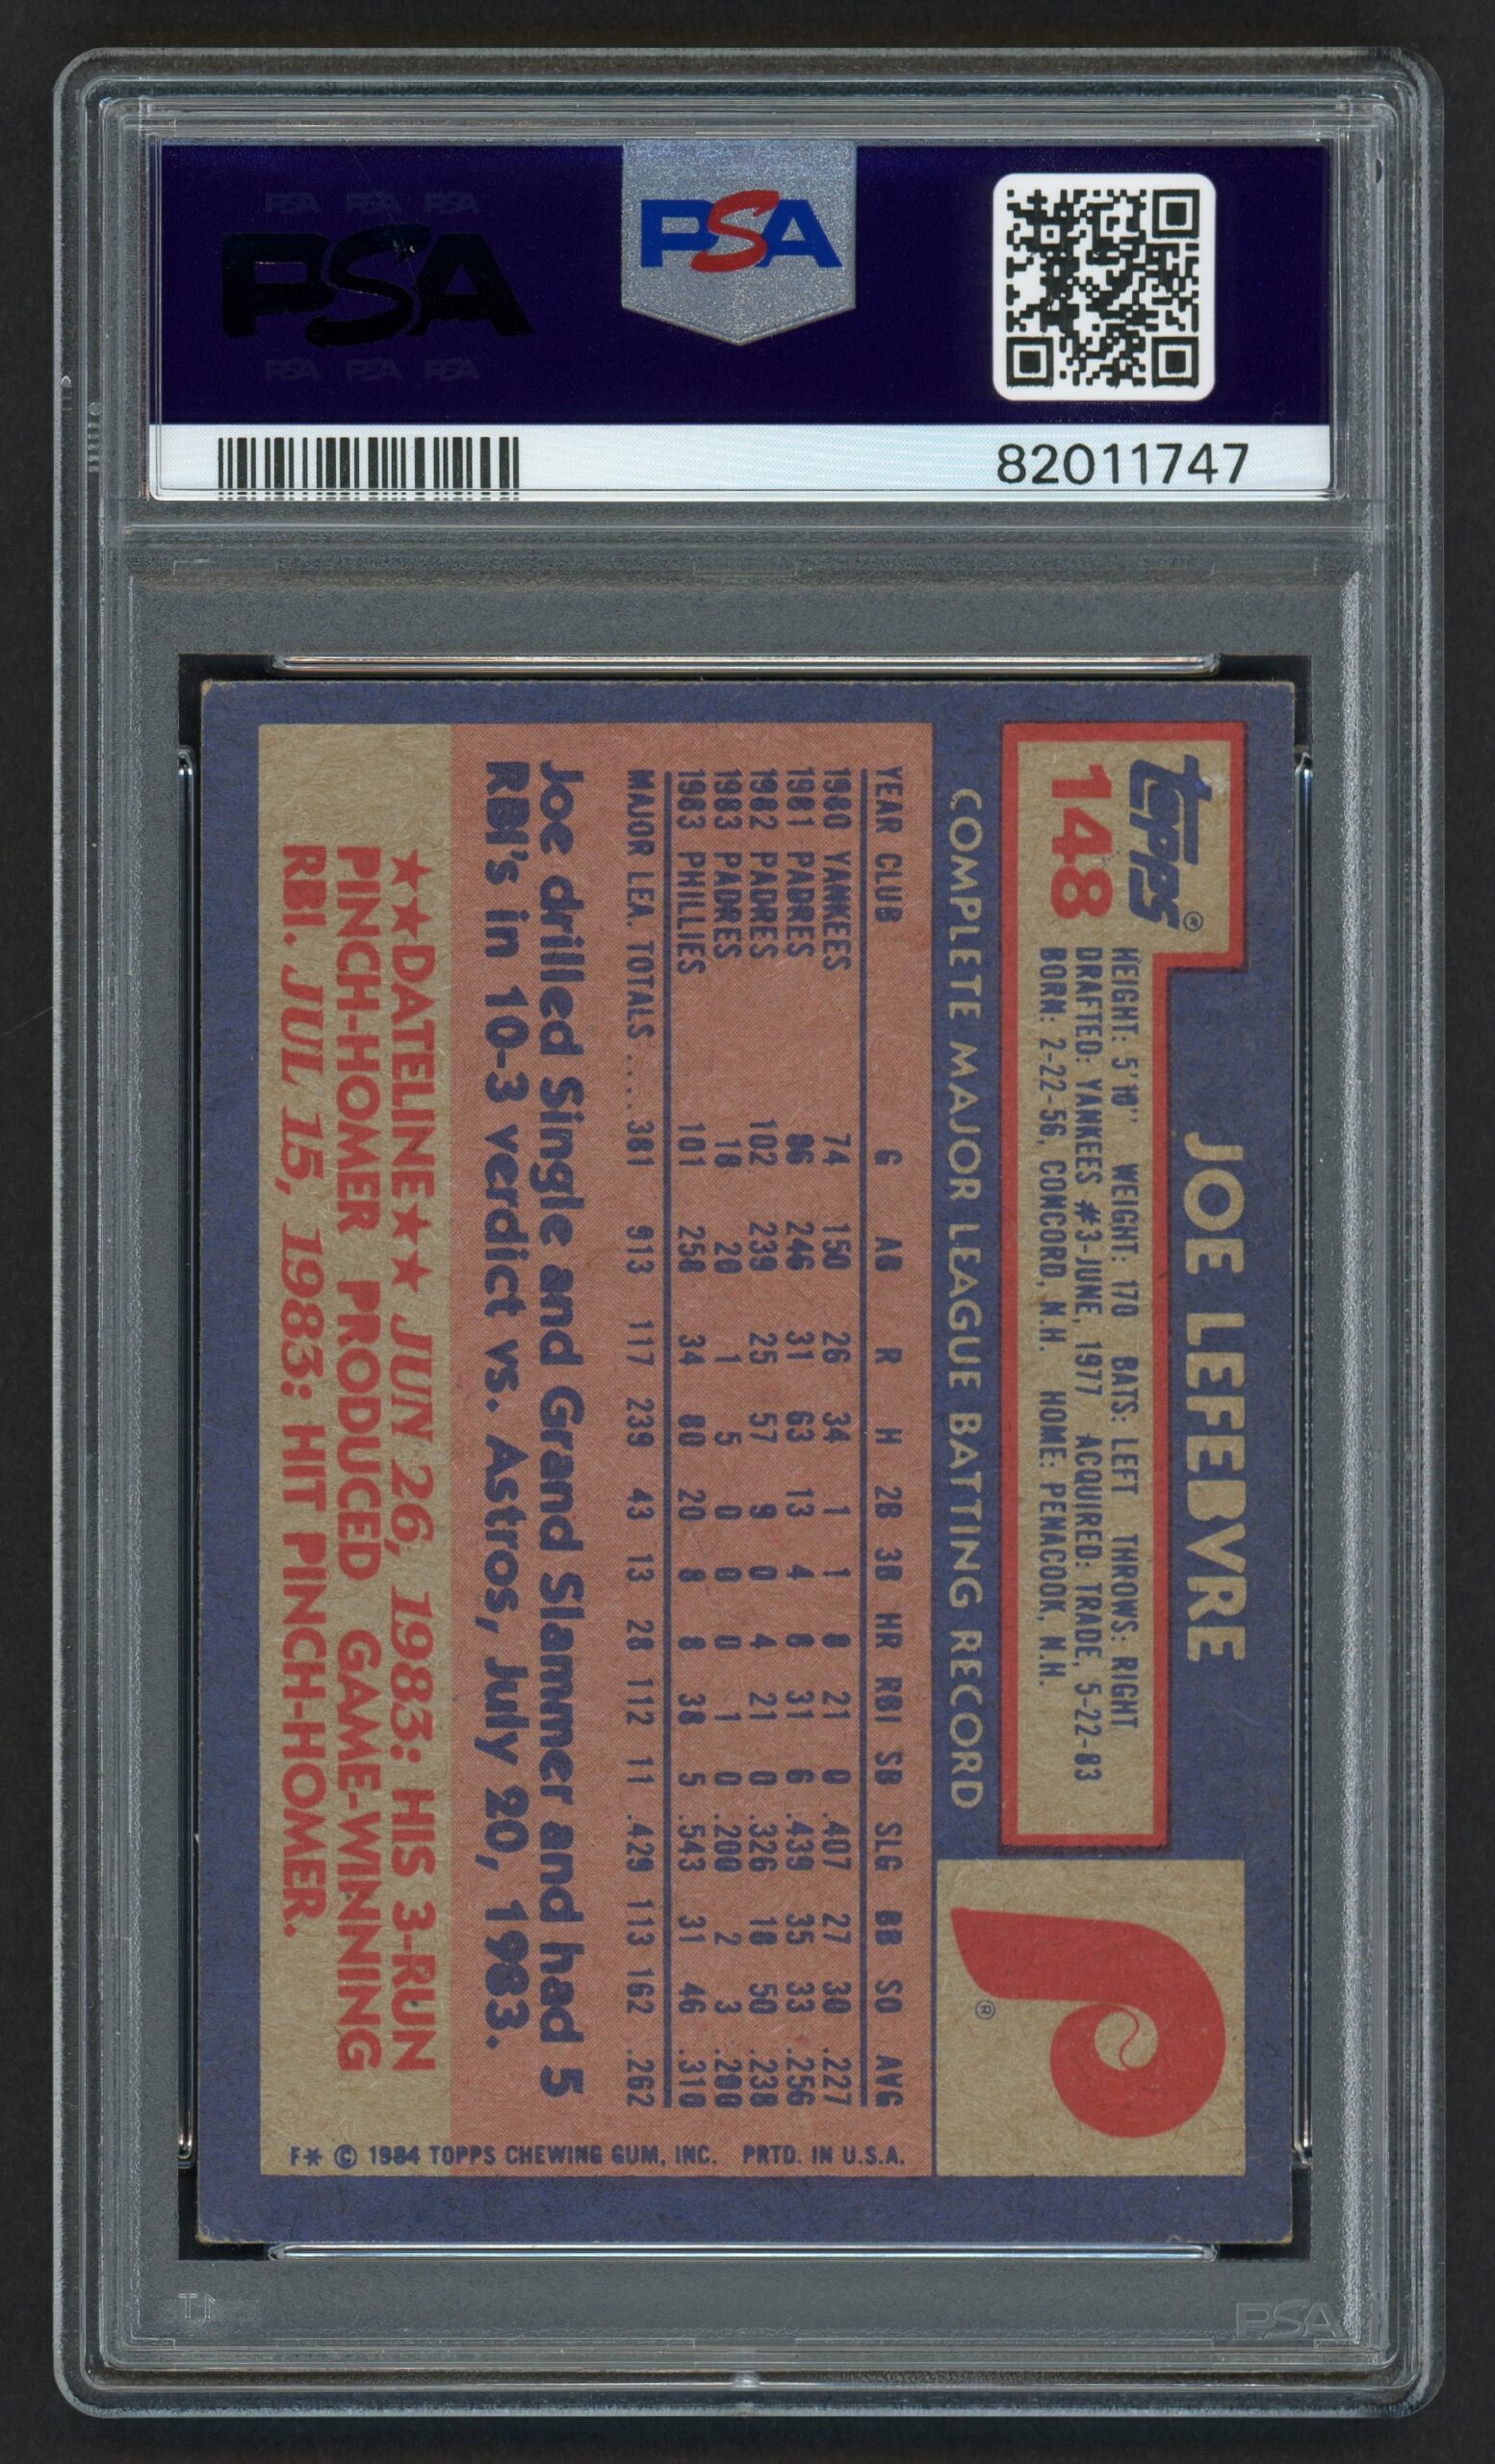 PSA PSA PSA
PSA
PSA PSA PSA
PSA
82011747
topps®
148
JOE LEFEBVRE
HEIGHT: 5'10" WEIGHT: 170 BATS: LEFT THROWS: RIGHT
DRAFTED: YANKEES #3-JUNE, 1977 ACQUIRED: TRADE, 5-22-83
BORN: 2-22-56, CONCORD, N.H. HOME: PENACOOK, N.H.
®
COMPLETE MAJOR LEAGUE BATTING RECORD
YEAR CLUB G AB R H 2B 3B HR RBI SB SLG BB SO AVG
1980 YANKEES 74 150 26 34 1 1 8 21 0 .407 27 30 .227
1981 PADRES 86 246 31 63 13 4 8 31 6 .439 35 33 .256
1982 PADRES 102 239 25 57 9 0 4 21 0 .326 18 50 .238
1983 PADRES 18 20 1 5 0 0 0 1 0 .200 2 3 .200
1983 PHILLIES 101 258 34 80 20 8 8 38 5 .543 31 46 .310
MAJOR LEA. TOTALS ....381 913 117 239 43 13 28 112 11 .429 113 162 .262
Joe drilled Single and Grand Slammer and had 5
RBI's in 10-3 verdict vs. Astros, July 20, 1983.
★★DATELINE★★ JUN 26, 1983: HIS 3-RUN
PINCH-HOMER PRODUCED GAME-WINNING
RBI. JUL 15, 1983: HIT PINCH-HOMER.
F* © 1984 TOPPS CHEWING GUM, INC. PRTD. IN U.S.A.
PSA